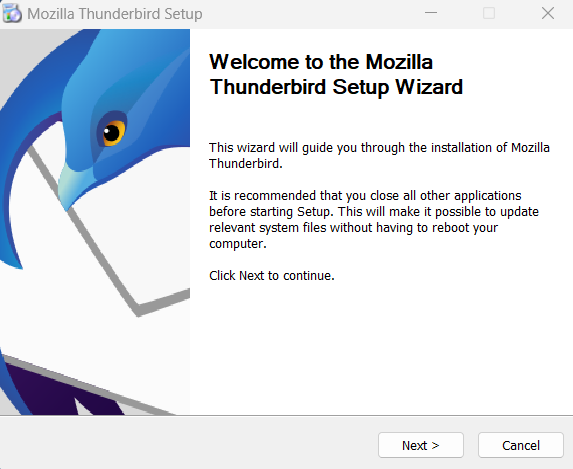 Mozilla Thunderbird Setup
Welcome to the Mozilla
Thunderbird Setup Wizard
This wizard will guide you through the installation of Mozilla
Thunderbird.
It is recommended that you close all other applications
before starting Setup. This will make it possible to update
relevant system files without having to reboot your
computer.
Click Next to continue.
Next >
Cancel